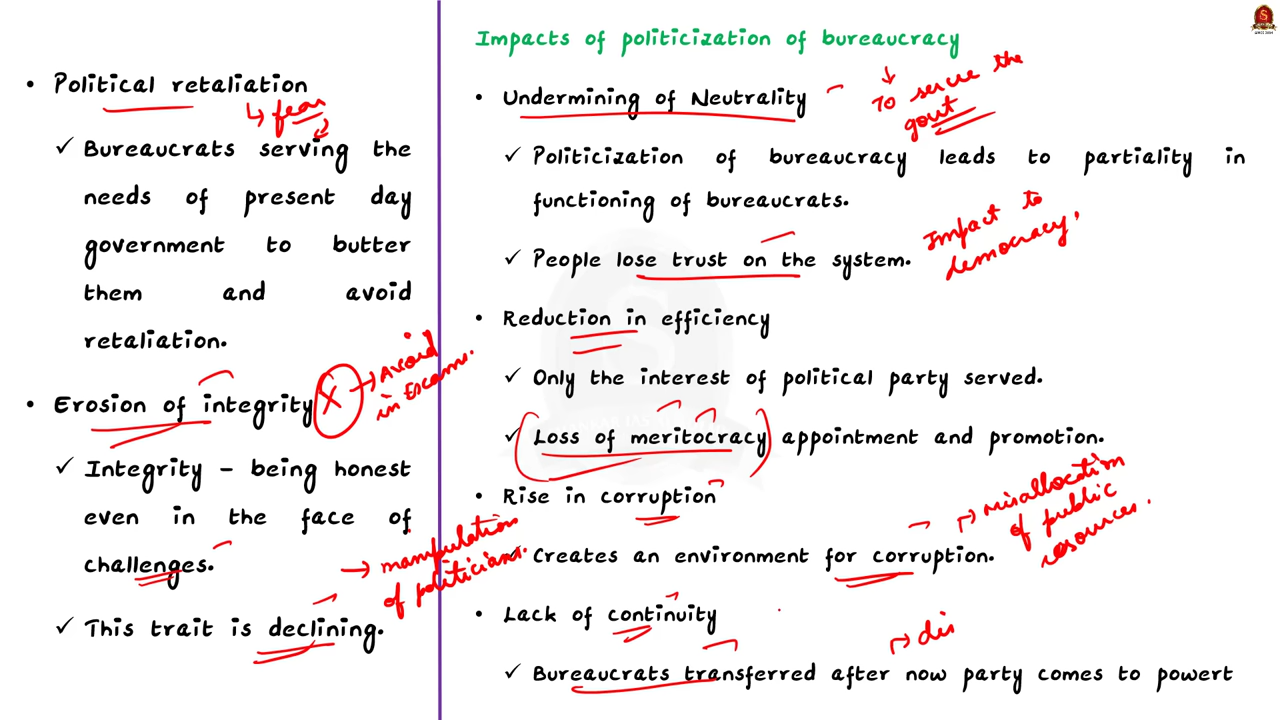 • Political retaliation
↳ fear
✓ Bureaucrats serving the
needs of present day
government to butter
them and avoid
retaliation.
• Erosion of integrity X → Avoid
in Exam.
✓ Integrity – being honest
even in the face of
challenges.
→ manipulation
of politicians.
✓ This trait is declining.
Impacts of politicization of bureaucracy
• Undermining of Neutrality
↓
To serve the
govt
✓ Politicization of bureaucracy leads to partiality in
functioning of bureaucrats.
✓ People lose trust on the system.
Impact to
democracy.
• Reduction in efficiency
✓ Only the interest of political party served.
✓ Loss of meritocracy appointment and promotion.
• Rise in corruption
✓ Creates an environment for corruption.
→ misallocation
of public
resources.
• Lack of continuity
→ dis
✓ Bureaucrats transferred after now party comes to powert